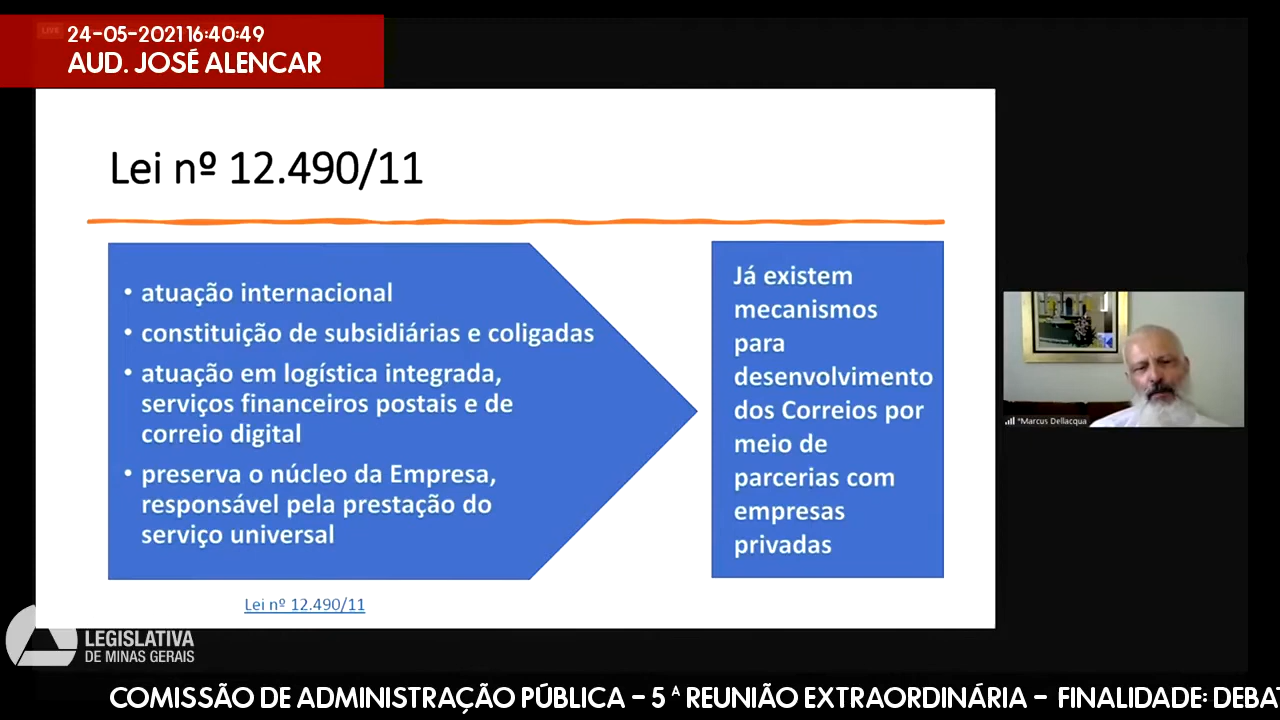 LIVE
24-05-2021 16:40:49
AUD. JOSÉ ALENCAR
Lei nº 12.490/11
• atuação internacional
• constituição de subsidiárias e coligadas
• atuação em logística integrada,
serviços financeiros postais e de
correio digital
• preserva o núcleo da Empresa,
responsável pela prestação do
serviço universal
Já existem
mecanismos
para
desenvolvimento
dos Correios por
meio de
parcerias com
empresas
privadas
Lei nº 12.490/11
*Marcus Dellacqua
LEGISLATIVA
DE MINAS GERAIS
COMISSÃO DE ADMINISTRAÇÃO PÚBLICA - 5ª REUNIÃO EXTRAORDINÁRIA - FINALIDADE: DEBA